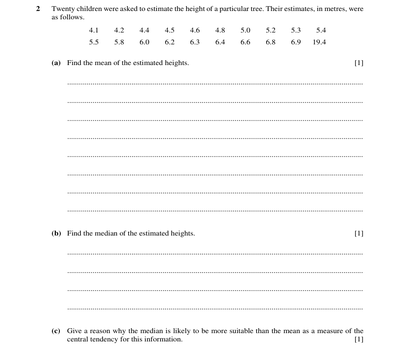 2 Twenty children were asked to estimate the height of a particular tree. Their estimates, in metres, were
as follows.
4.1 4.2 4.4 4.5 4.6 4.8 5.0 5.2 5.3 5.4
5.5 5.8 6.0 6.2 6.3 6.4 6.6 6.8 6.9 19.4
(a) Find the mean of the estimated heights. [1]
(b) Find the median of the estimated heights. [1]
(c) Give a reason why the median is likely to be more suitable than the mean as a measure of the
central tendency for this information. [1]